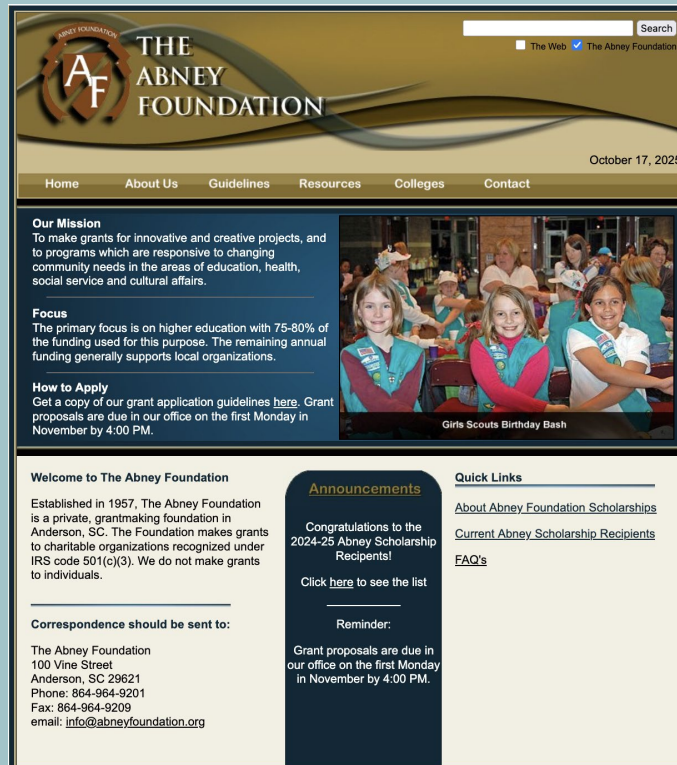 ABNEY FOUNDATION
AF
THE
ABNEY
FOUNDATION
Search
The Web The Abney Foundation
October 17, 2025
Home About Us Guidelines Resources Colleges Contact
Our Mission
To make grants for innovative and creative projects, and
to programs which are responsive to changing
community needs in the areas of education, health,
social service and cultural affairs.
Focus
The primary focus is on higher education with 75-80% of
the funding used for this purpose. The remaining annual
funding generally supports local organizations.
How to Apply
Get a copy of our grant application guidelines here. Grant
proposals are due in our office on the first Monday in
November by 4:00 PM.
Girls Scouts Birthday Bash
Welcome to The Abney Foundation
Established in 1957, The Abney Foundation
is a private, grantmaking foundation in
Anderson, SC. The Foundation makes grants
to charitable organizations recognized under
IRS code 501(c)(3). We do not make grants
to individuals.
Correspondence should be sent to:
The Abney Foundation
100 Vine Street
Anderson, SC 29621
Phone: 864-964-9201
Fax: 864-964-9209
email: info@abneyfoundation.org
Announcements
Congratulations to the
2024-25 Abney Scholarship
Recipents!
Click here to see the list
Reminder:
Grant proposals are due in
our office on the first Monday
in November by 4:00 PM.
Quick Links
About Abney Foundation Scholarships
Current Abney Scholarship Recipients
FAQ's